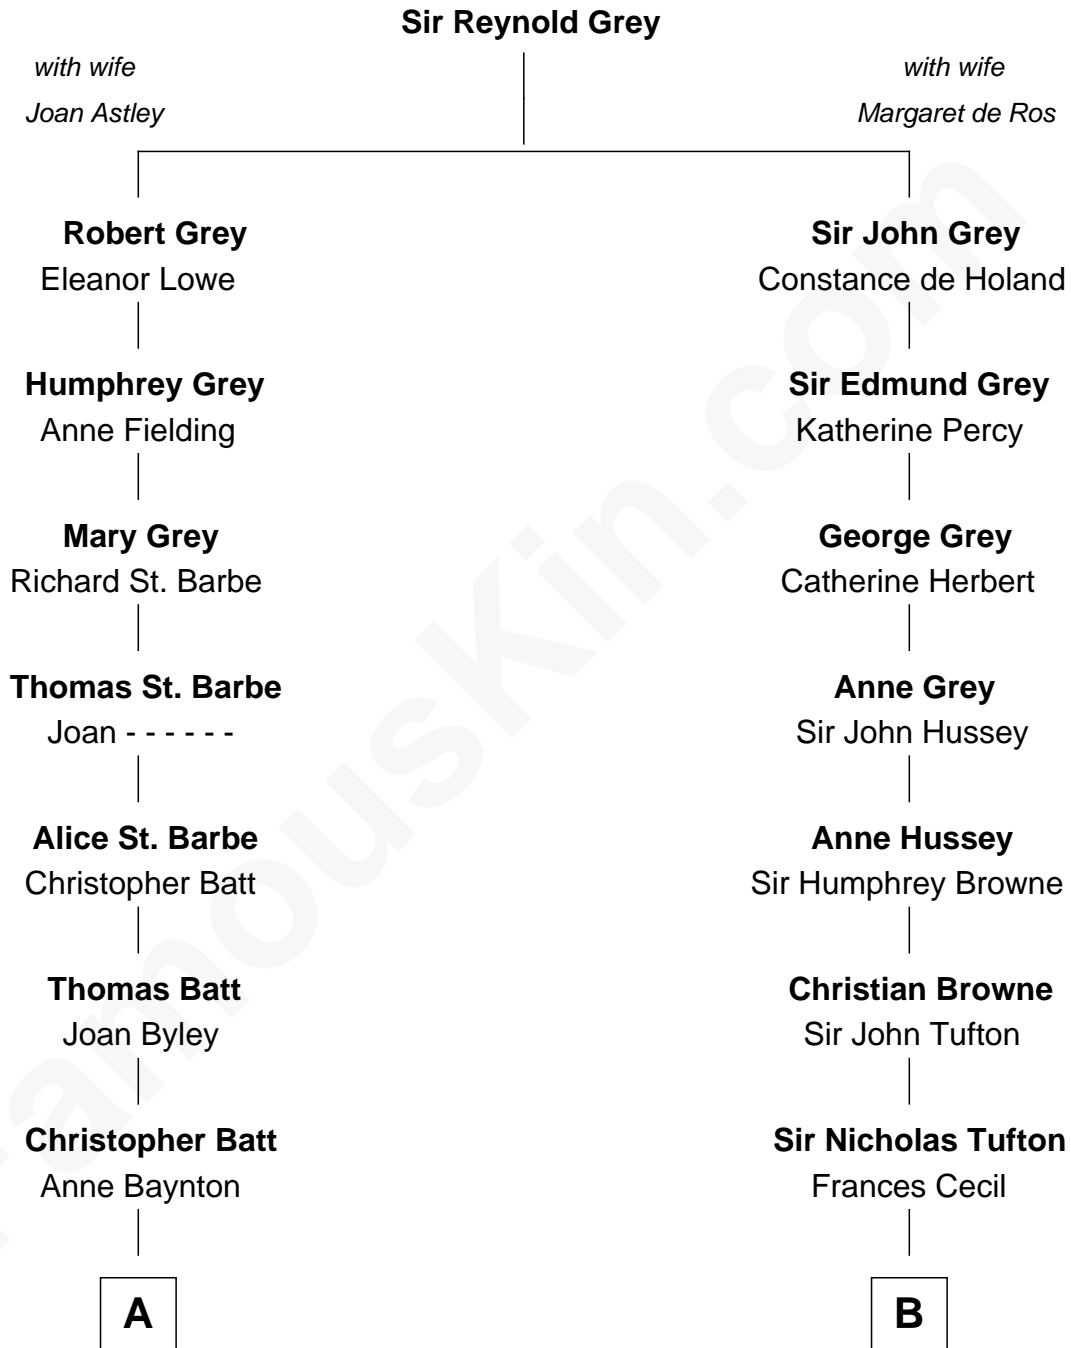 Sir Reynold Grey
with wife
Joan Astley
with wife
Margaret de Ros
Robert Grey
Eleanor Lowe
Sir John Grey
Constance de Holand
Humphrey Grey
Anne Fielding
Sir Edmund Grey
Katherine Percy
Mary Grey
Richard St. Barbe
George Grey
Catherine Herbert
Thomas St. Barbe
Joan - - - - - -
Anne Grey
Sir John Hussey
Alice St. Barbe
Christopher Batt
Anne Hussey
Sir Humphrey Browne
Thomas Batt
Joan Byley
Christian Browne
Sir John Tufton
Christopher Batt
Anne Baynton
Sir Nicholas Tufton
Frances Cecil
A
B
FamousKin.com